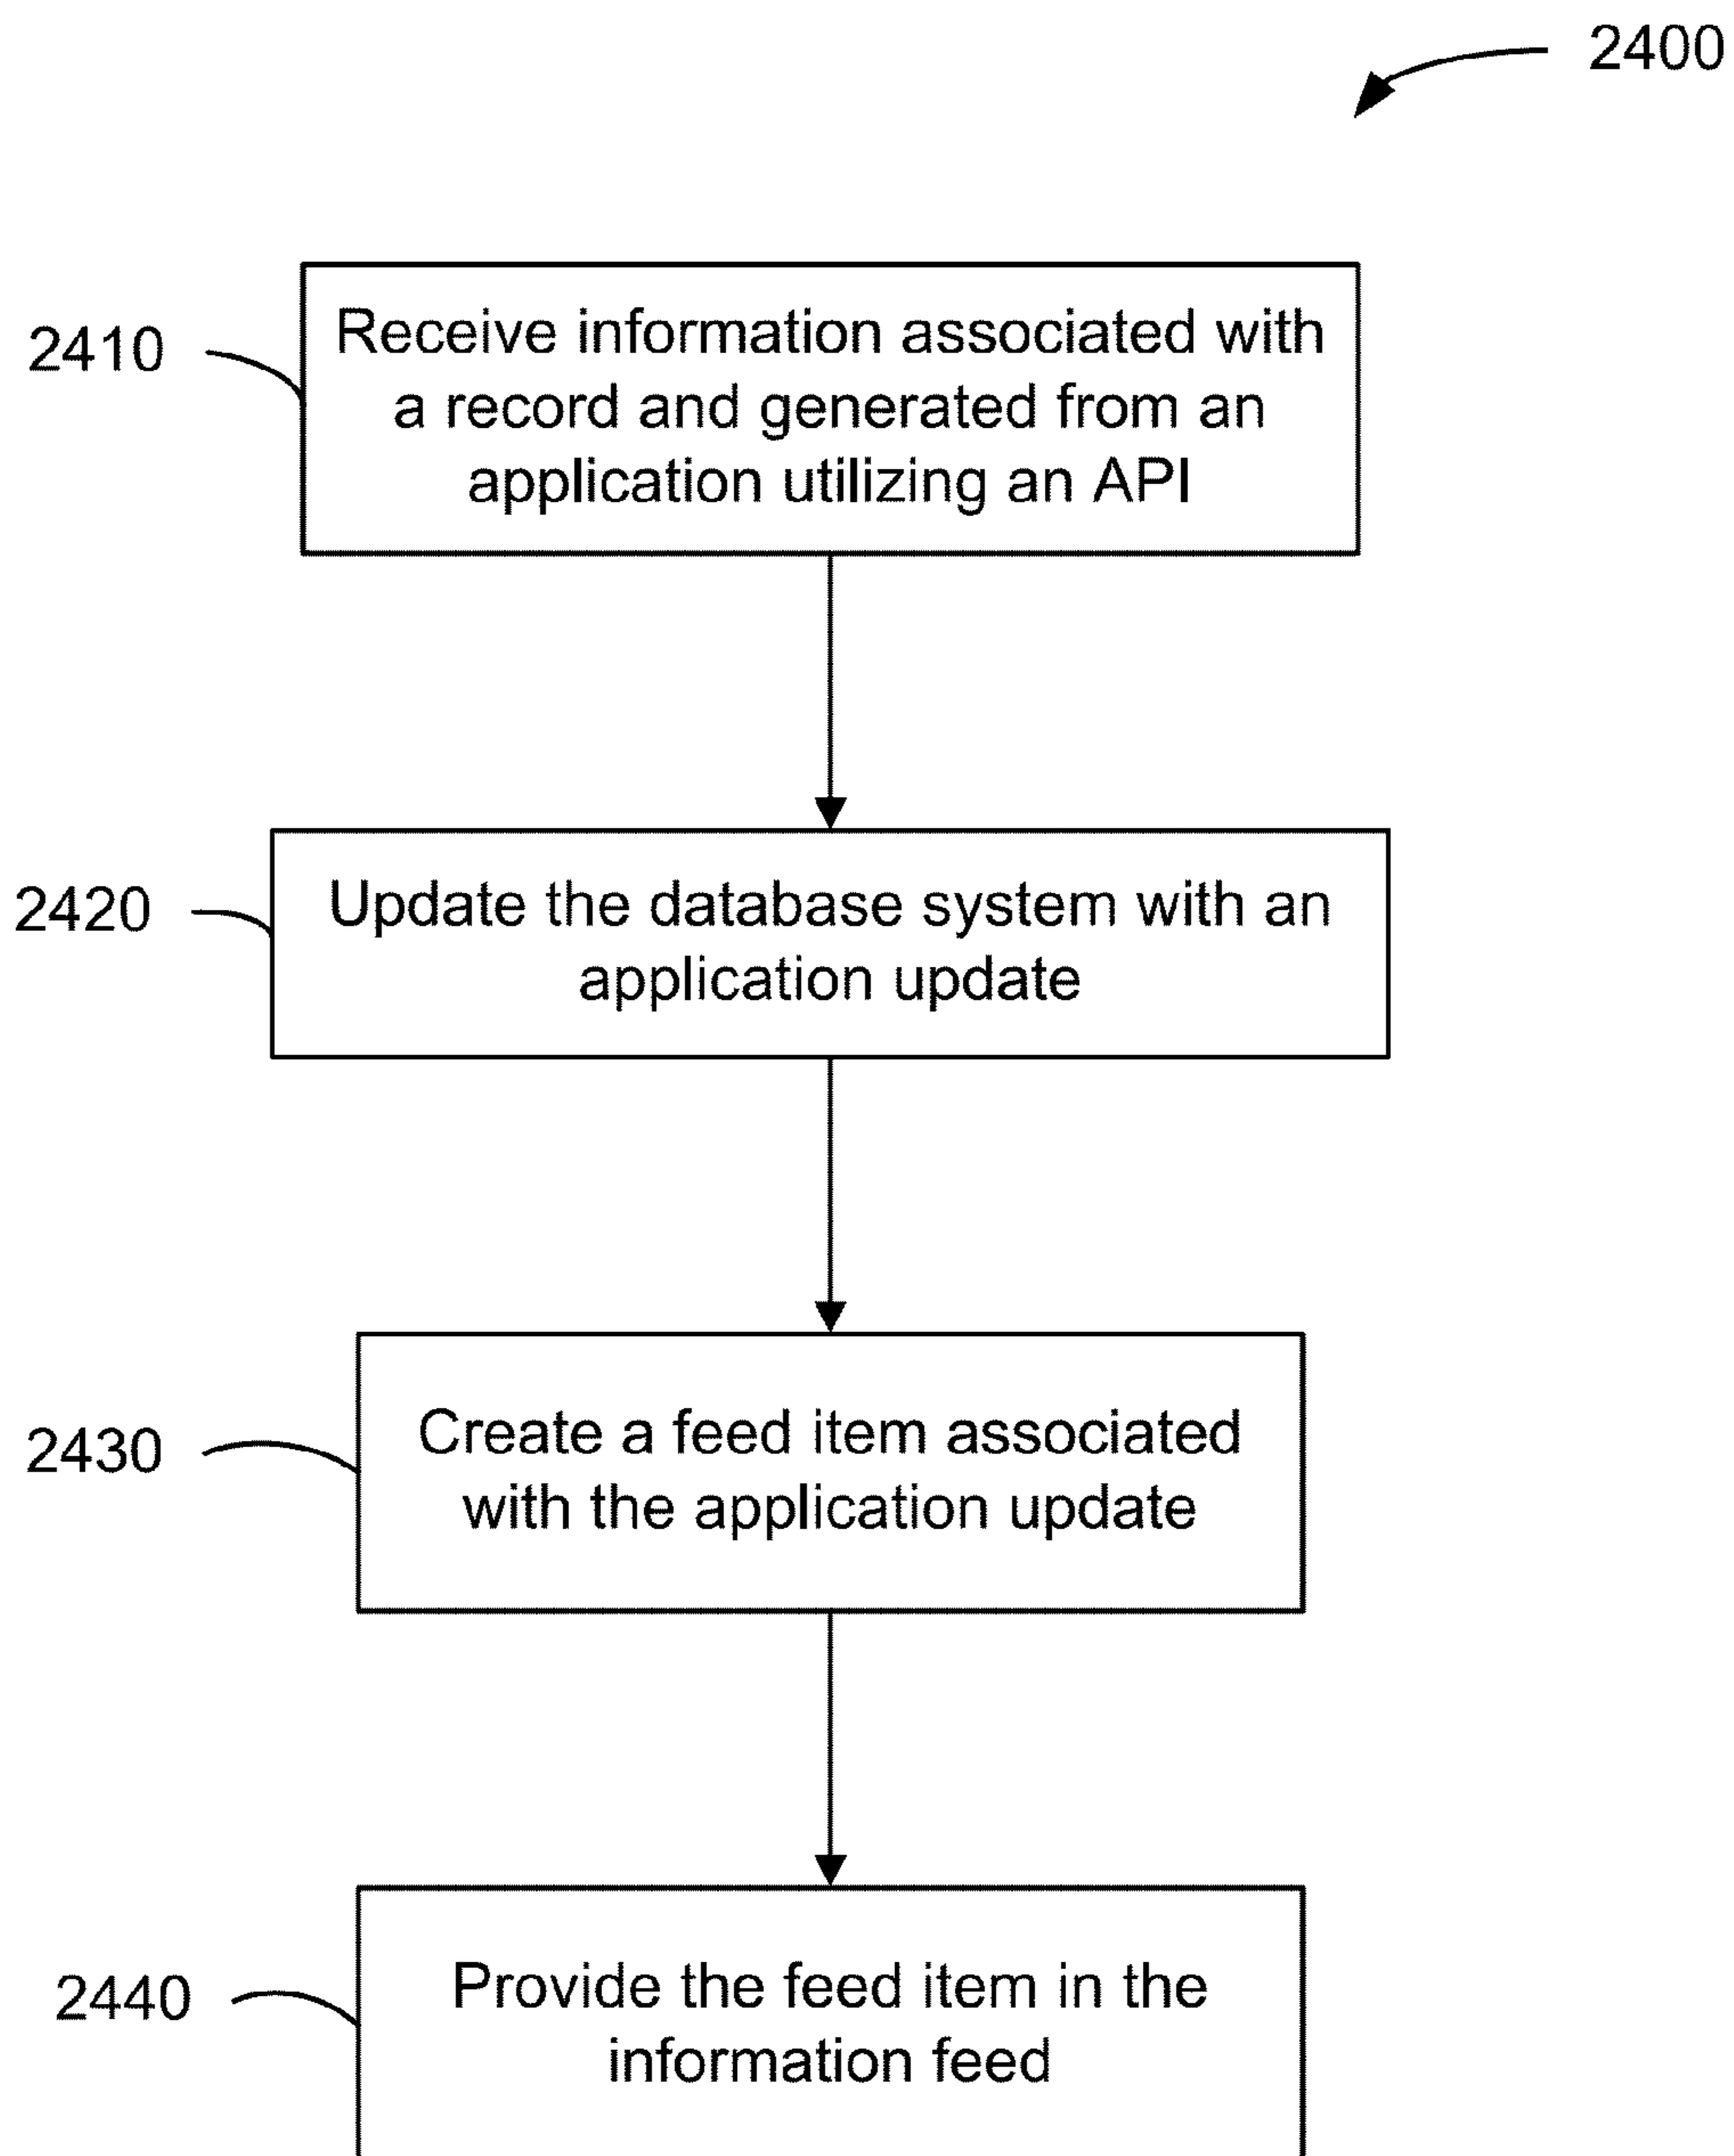 2400
2410
Receive information associated with
a record and generated from an
application utilizing an API
2420
Update the database system with an
application update
2430
Create a feed item associated
with the application update
2440
Provide the feed item in the
information feed